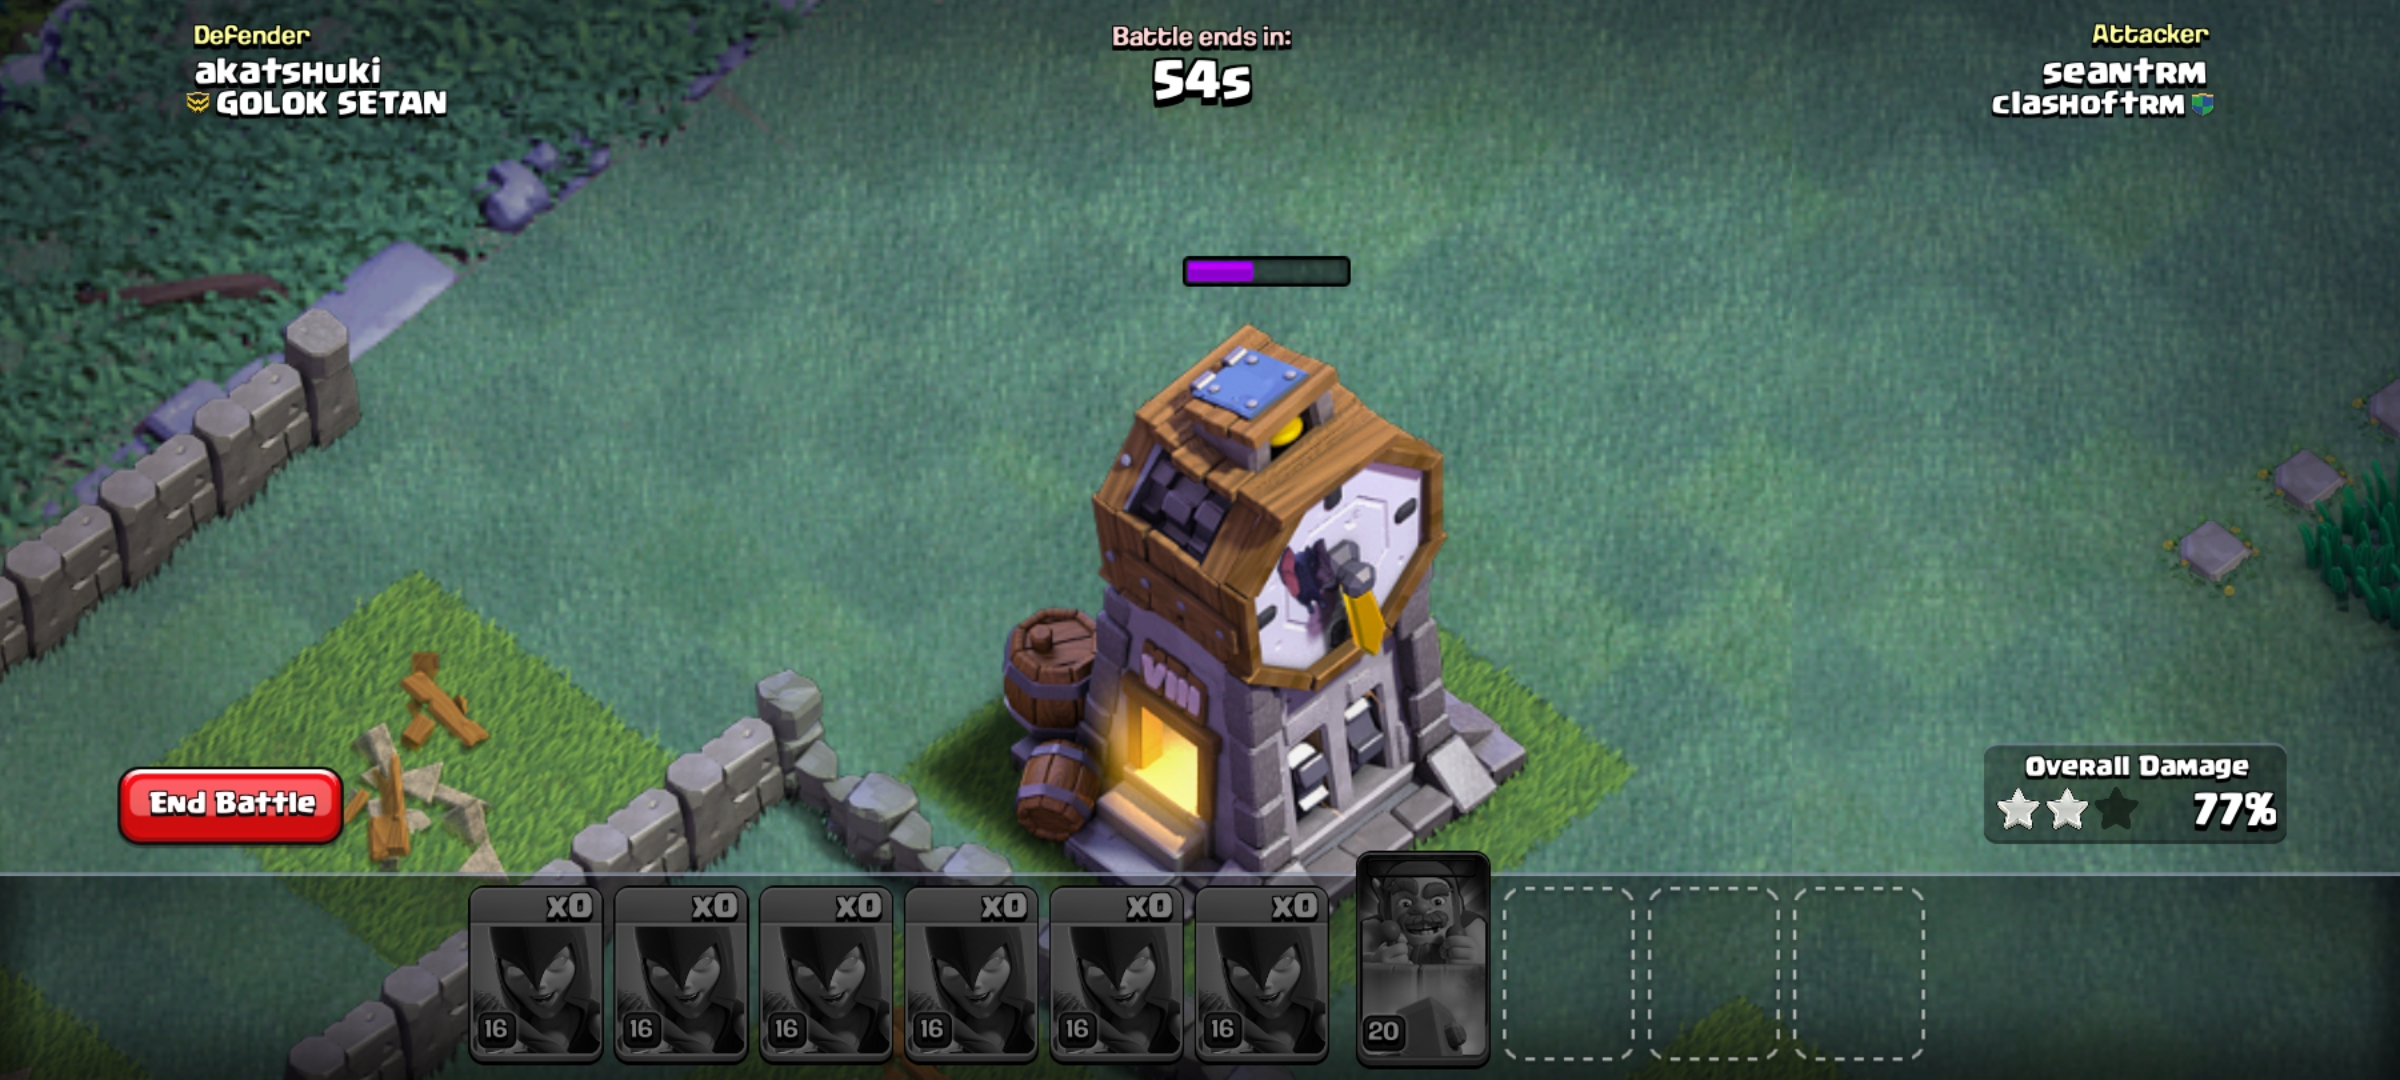 Defender
akatsHuki
GOLOK SETAN
Battle ends in:
54s
Attacker
seantRM
clasHoftRM
VIII
End Battle
Overall Damage
77%
x0
x0
x0
x0
x0
x0
16
16
16
16
16
16
20